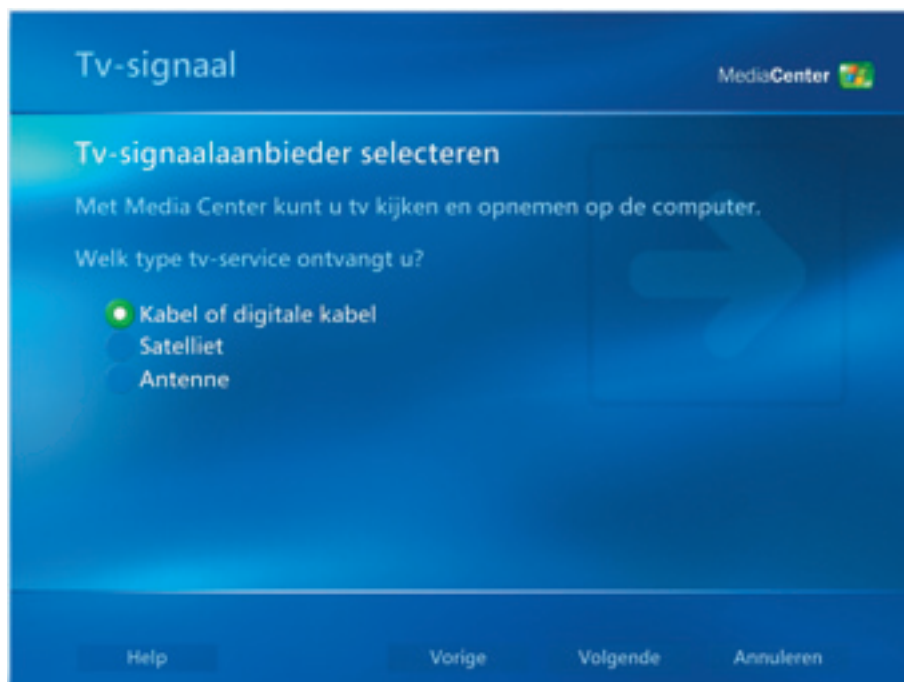 Tv-signaal
MediaCenter
Tv-signaalaanbieder selecteren
Met Media Center kunt u tv kijken en opnemen op de computer.
Welk type tv-service ontvangt u?
Kabel of digitale kabel
Satelliet
Antenne
Help Vorige Volgende Annuleren